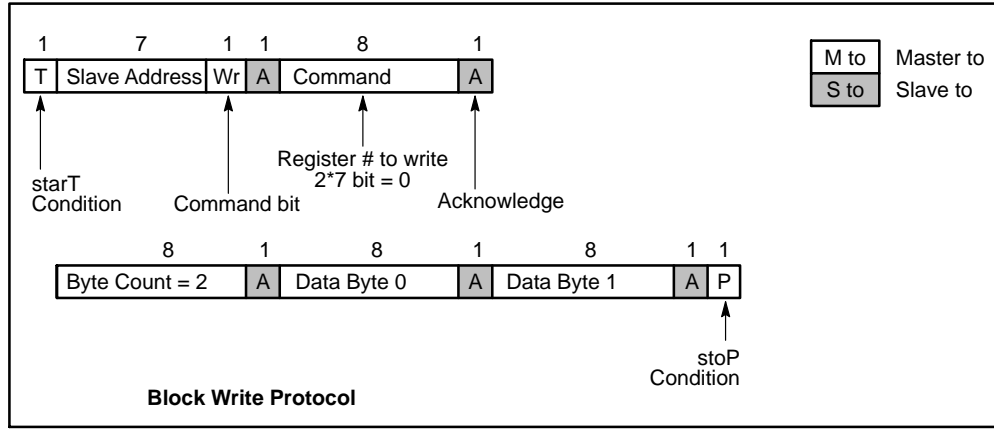 1 7 1 1 8 1
T Slave Address Wr A Command A
M to Master to
S to Slave to
Register # to write
2*7 bit = 0
starT
Condition
Command bit
Acknowledge
8 1 8 1 8 1 1
Byte Count = 2 A Data Byte 0 A Data Byte 1 A P
stoP
Condition
Block Write Protocol